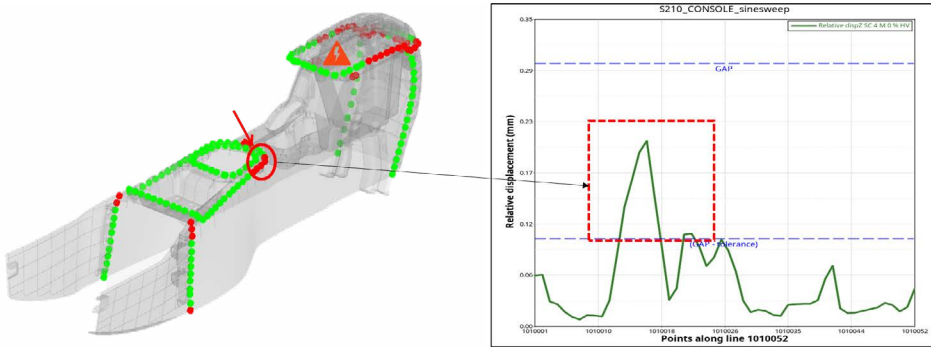 S210_CONSOLE_sinesweep
Relative dispZ SC 4 M 0 % HV
0.35
GAP
0.29
0.23
0.17
0.12
(GAP - tolerance)
0.06
0.00
Relative displacement (mm)
1010001
1010010
1010018
1010026
1010035
1010044
1010052
Points along line 1010052